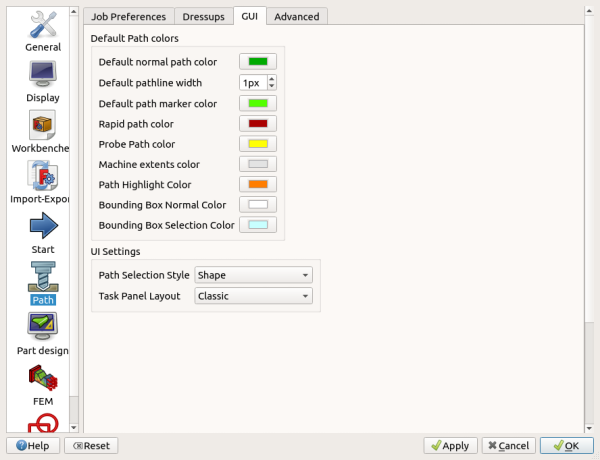 Job Preferences
Dressups
GUI
Advanced
General
Display
Workbenche
Import-Expor
Start
Path
Part design
FEM
Default Path colors
Default normal path color
Default pathline width 1px
Default path marker color
Rapid path color
Probe Path color
Machine extents color
Path Highlight Color
Bounding Box Normal Color
Bounding Box Selection Color
UI Settings
Path Selection Style Shape
Task Panel Layout Classic
Help
Reset
Apply
Cancel
OK